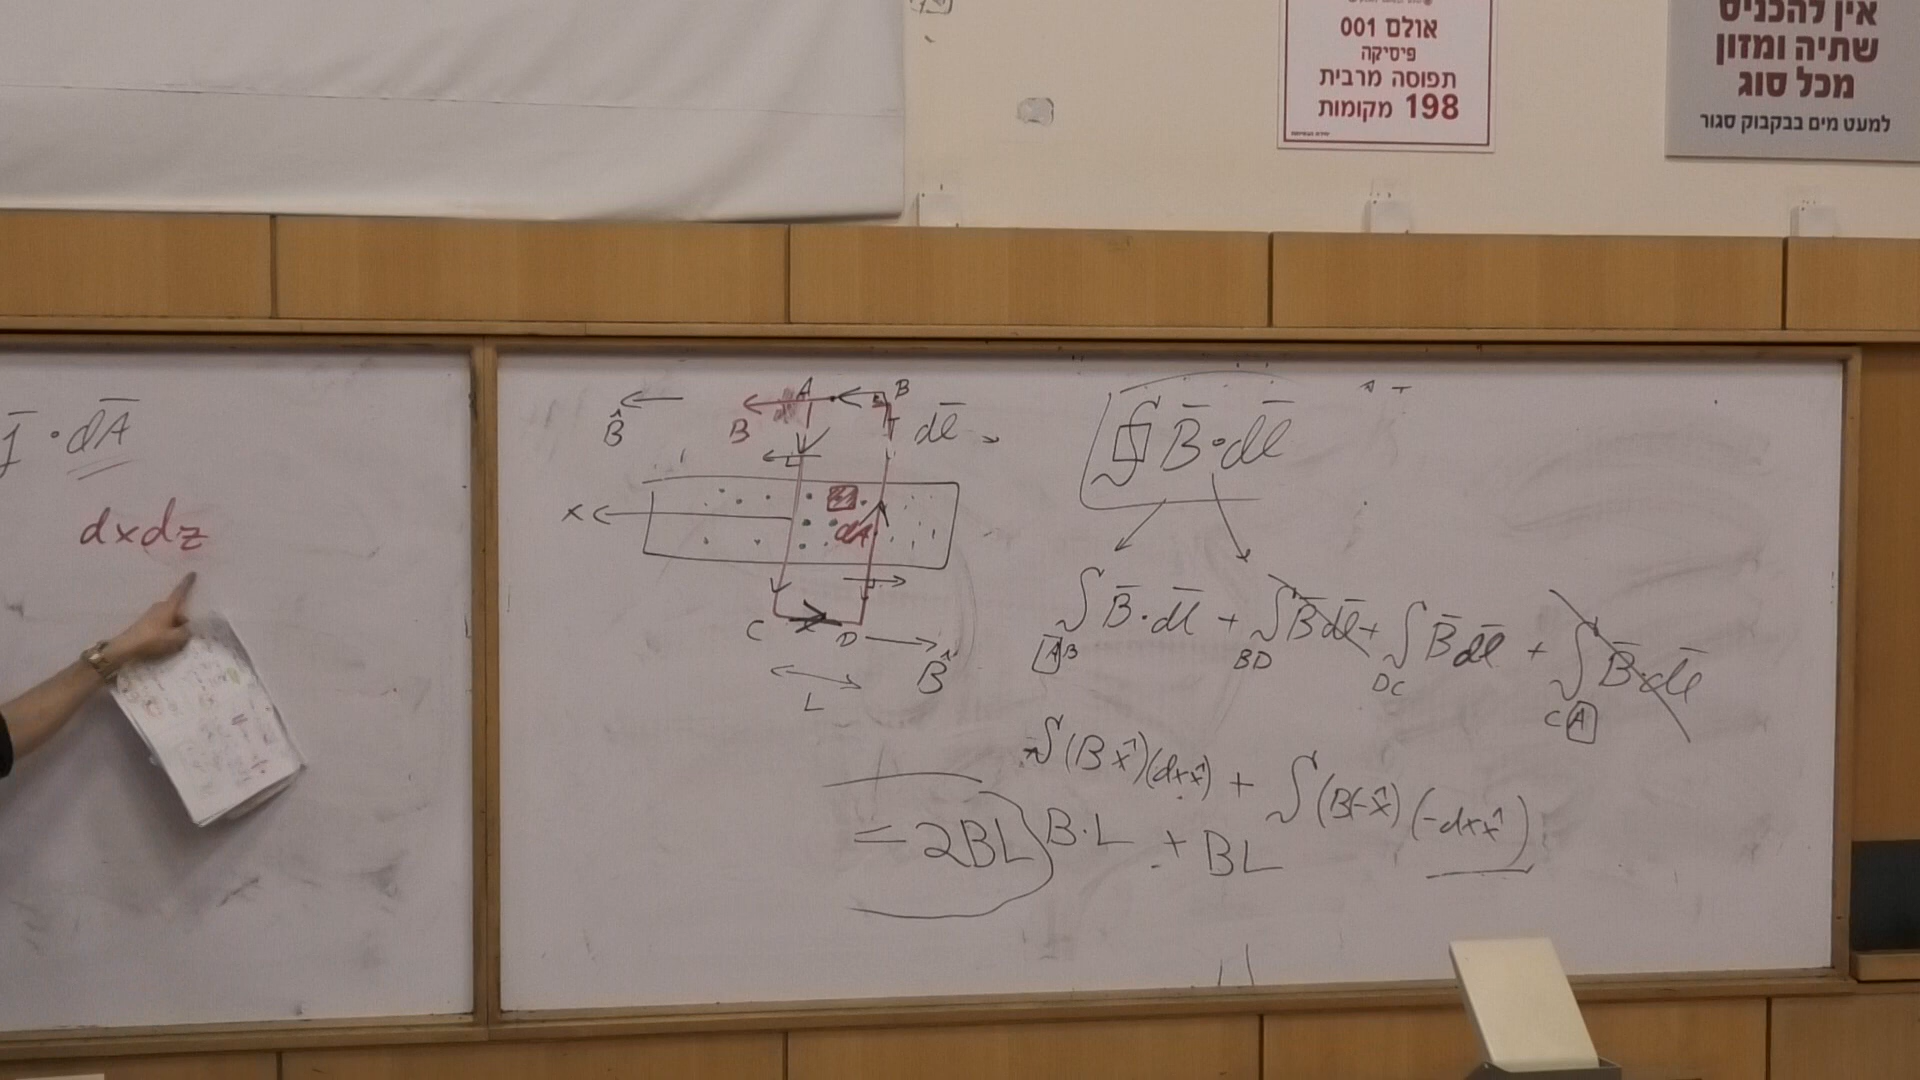 אולם 001
פיסיקה
תפוסה מרבית
198 מקומות
אין להכניס
שתיה ומזון
מכל סוג
למעט מים בבקבוק סגור
J̅ · dA̅
dxdz
B̂
B
A
B
dl̅
x
dA
C
D
B̂
L
∮ B̅ · dl̅
∫ B̅ · dl̅ + ∫ B̅ dl̅ + ∫ B̅ dl̅ + ∫ B̅ · dl̅
AB BD DC CA
∫(B x̂)(dx x̂) + ∫(B(-x̂)(-dx x̂)
= 2BL) B·L + BL